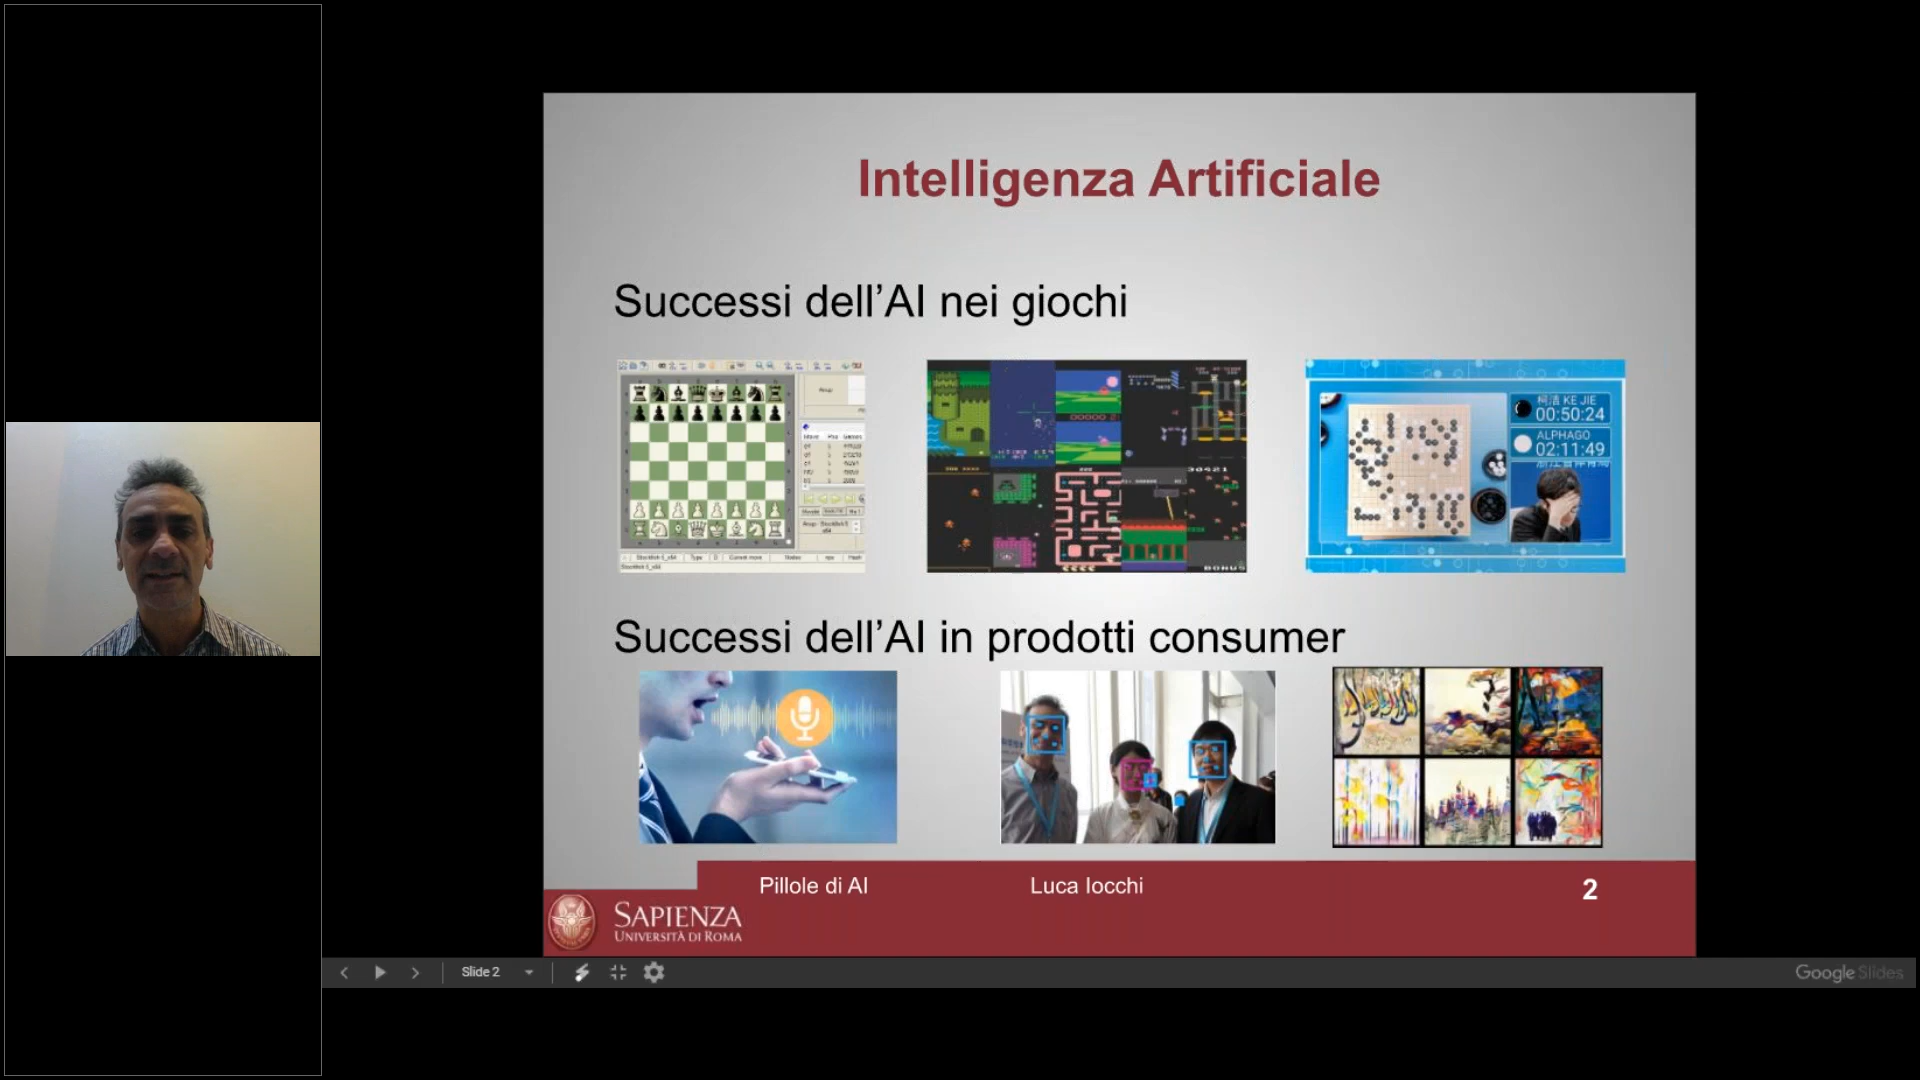 Intelligenza Artificiale
Successi dell’AI nei giochi
柯洁 KE JIE
00:50:24
ALPHAGO
02:11:49
BONUS
Successi dell’AI in prodotti consumer
Pillole di AI
Luca Iocchi
2
SAPIENZA
UNIVERSITÀ DI ROMA
Slide 2
Google Slides